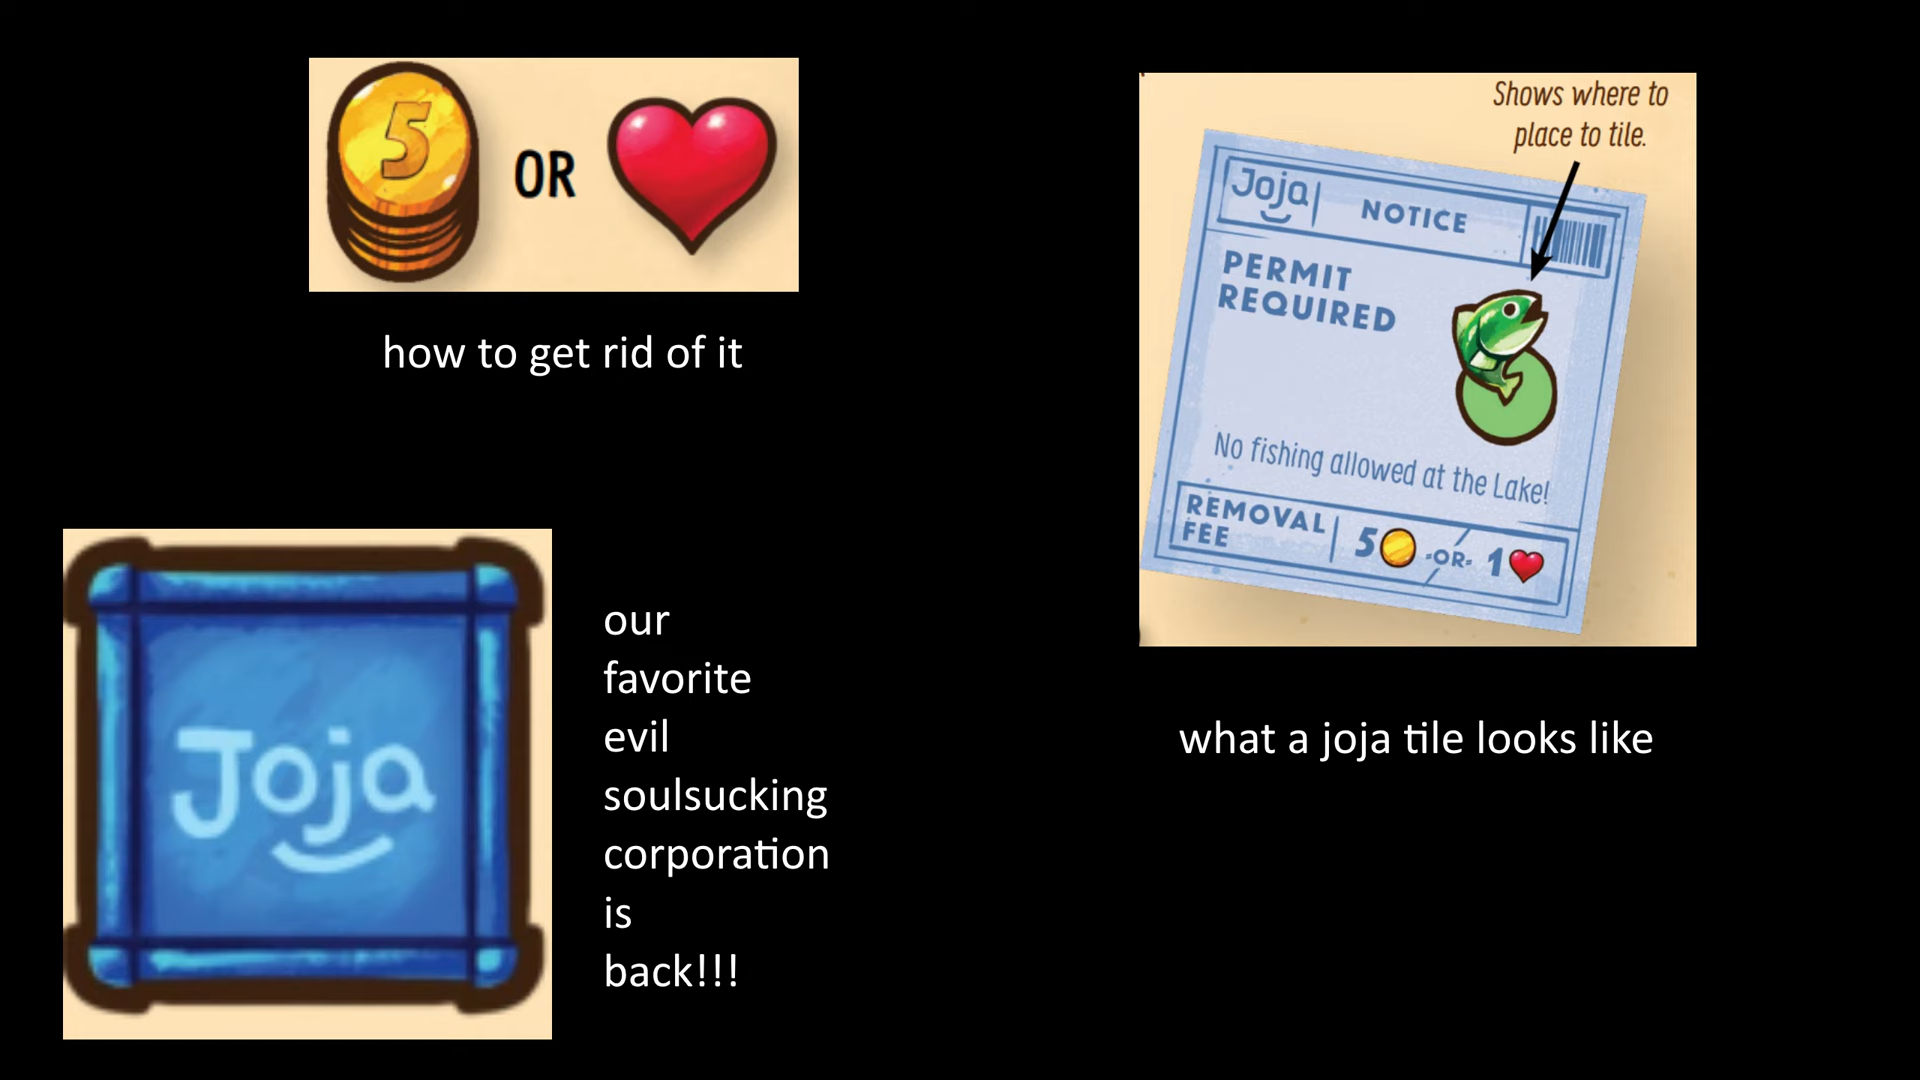 5 OR
how to get rid of it
Joja
our
favorite
evil
soulsucking
corporation
is
back!!!
Shows where to
place to tile.
Joja NOTICE
PERMIT
REQUIRED
No fishing allowed at the Lake!
REMOVAL
FEE
5 -OR- 1
what a joja tile looks like